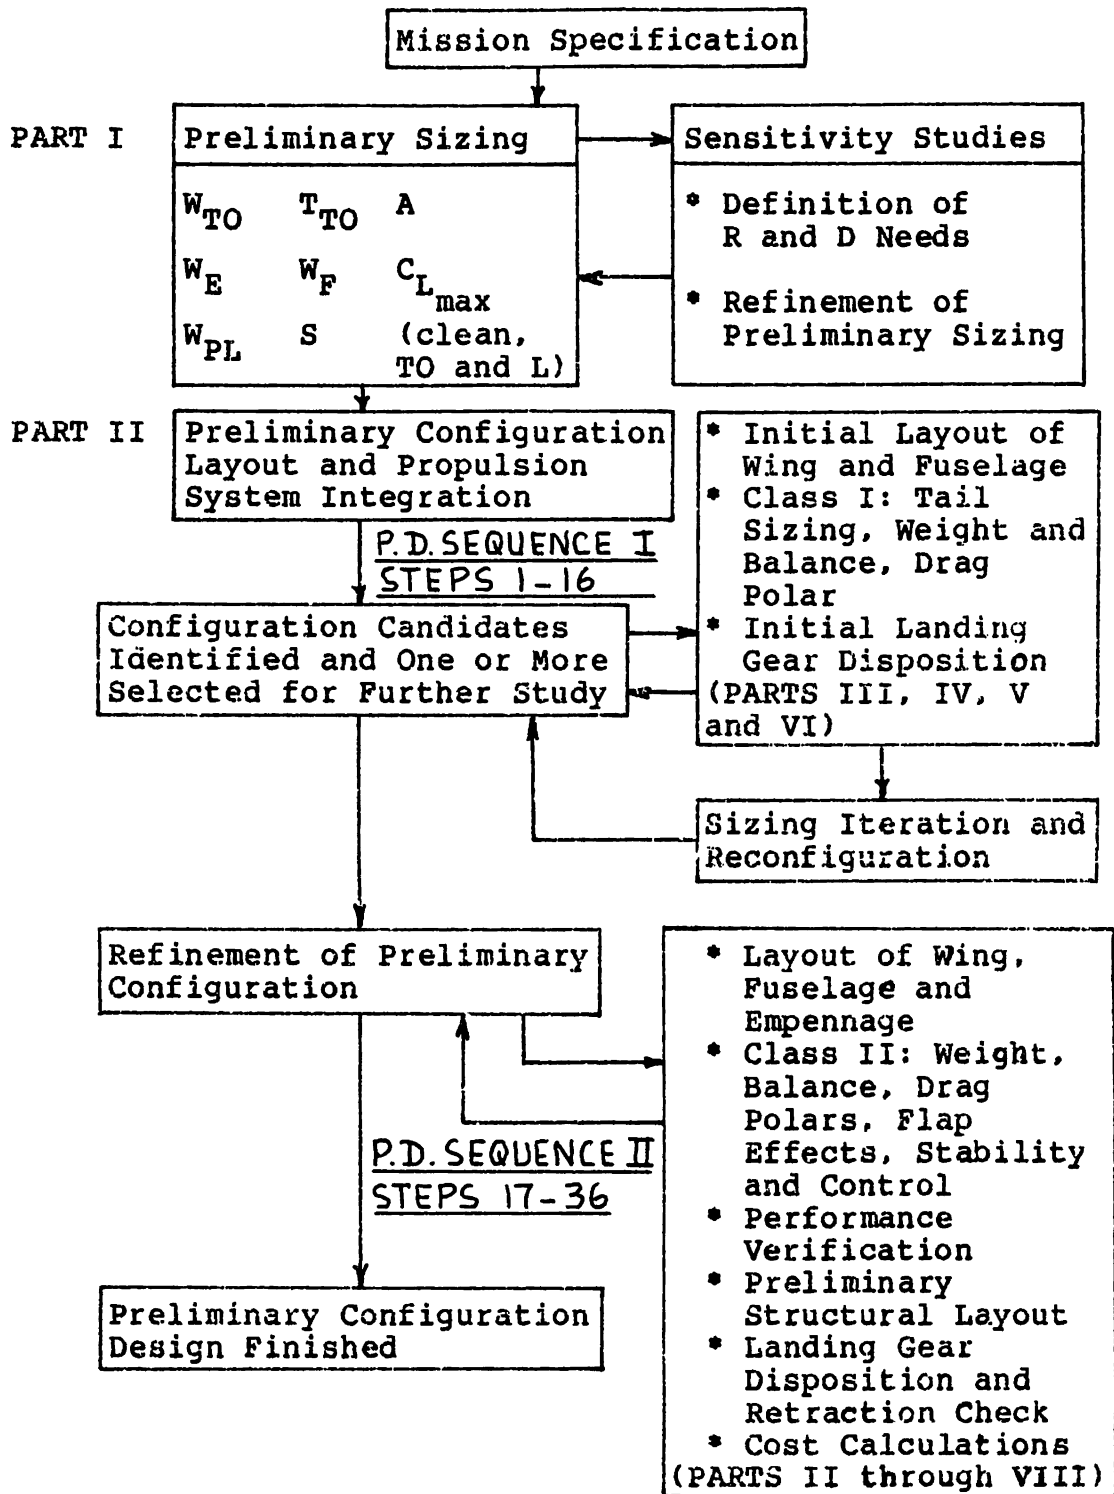 Mission Specification
PART I
Preliminary Sizing
W_TO T_TO A
W_E W_F C_L_max
W_PL S (clean,
TO and L)
Sensitivity Studies
* Definition of
R and D Needs
* Refinement of
Preliminary Sizing
PART II
Preliminary Configuration
Layout and Propulsion
System Integration
P.D. SEQUENCE I
STEPS 1-16
Configuration Candidates
Identified and One or More
Selected for Further Study
* Initial Layout of
Wing and Fuselage
* Class I: Tail
Sizing, Weight and
Balance, Drag
Polar
* Initial Landing
Gear Disposition
(PARTS III, IV, V
and VI)
Sizing Iteration and
Reconfiguration
Refinement of Preliminary
Configuration
* Layout of Wing,
Fuselage and
Empennage
* Class II: Weight,
Balance, Drag
Polars, Flap
Effects, Stability
and Control
* Performance
Verification
* Preliminary
Structural Layout
* Landing Gear
Disposition and
Retraction Check
* Cost Calculations
(PARTS II through VIII)
P.D. SEQUENCE II
STEPS 17-36
Preliminary Configuration
Design Finished